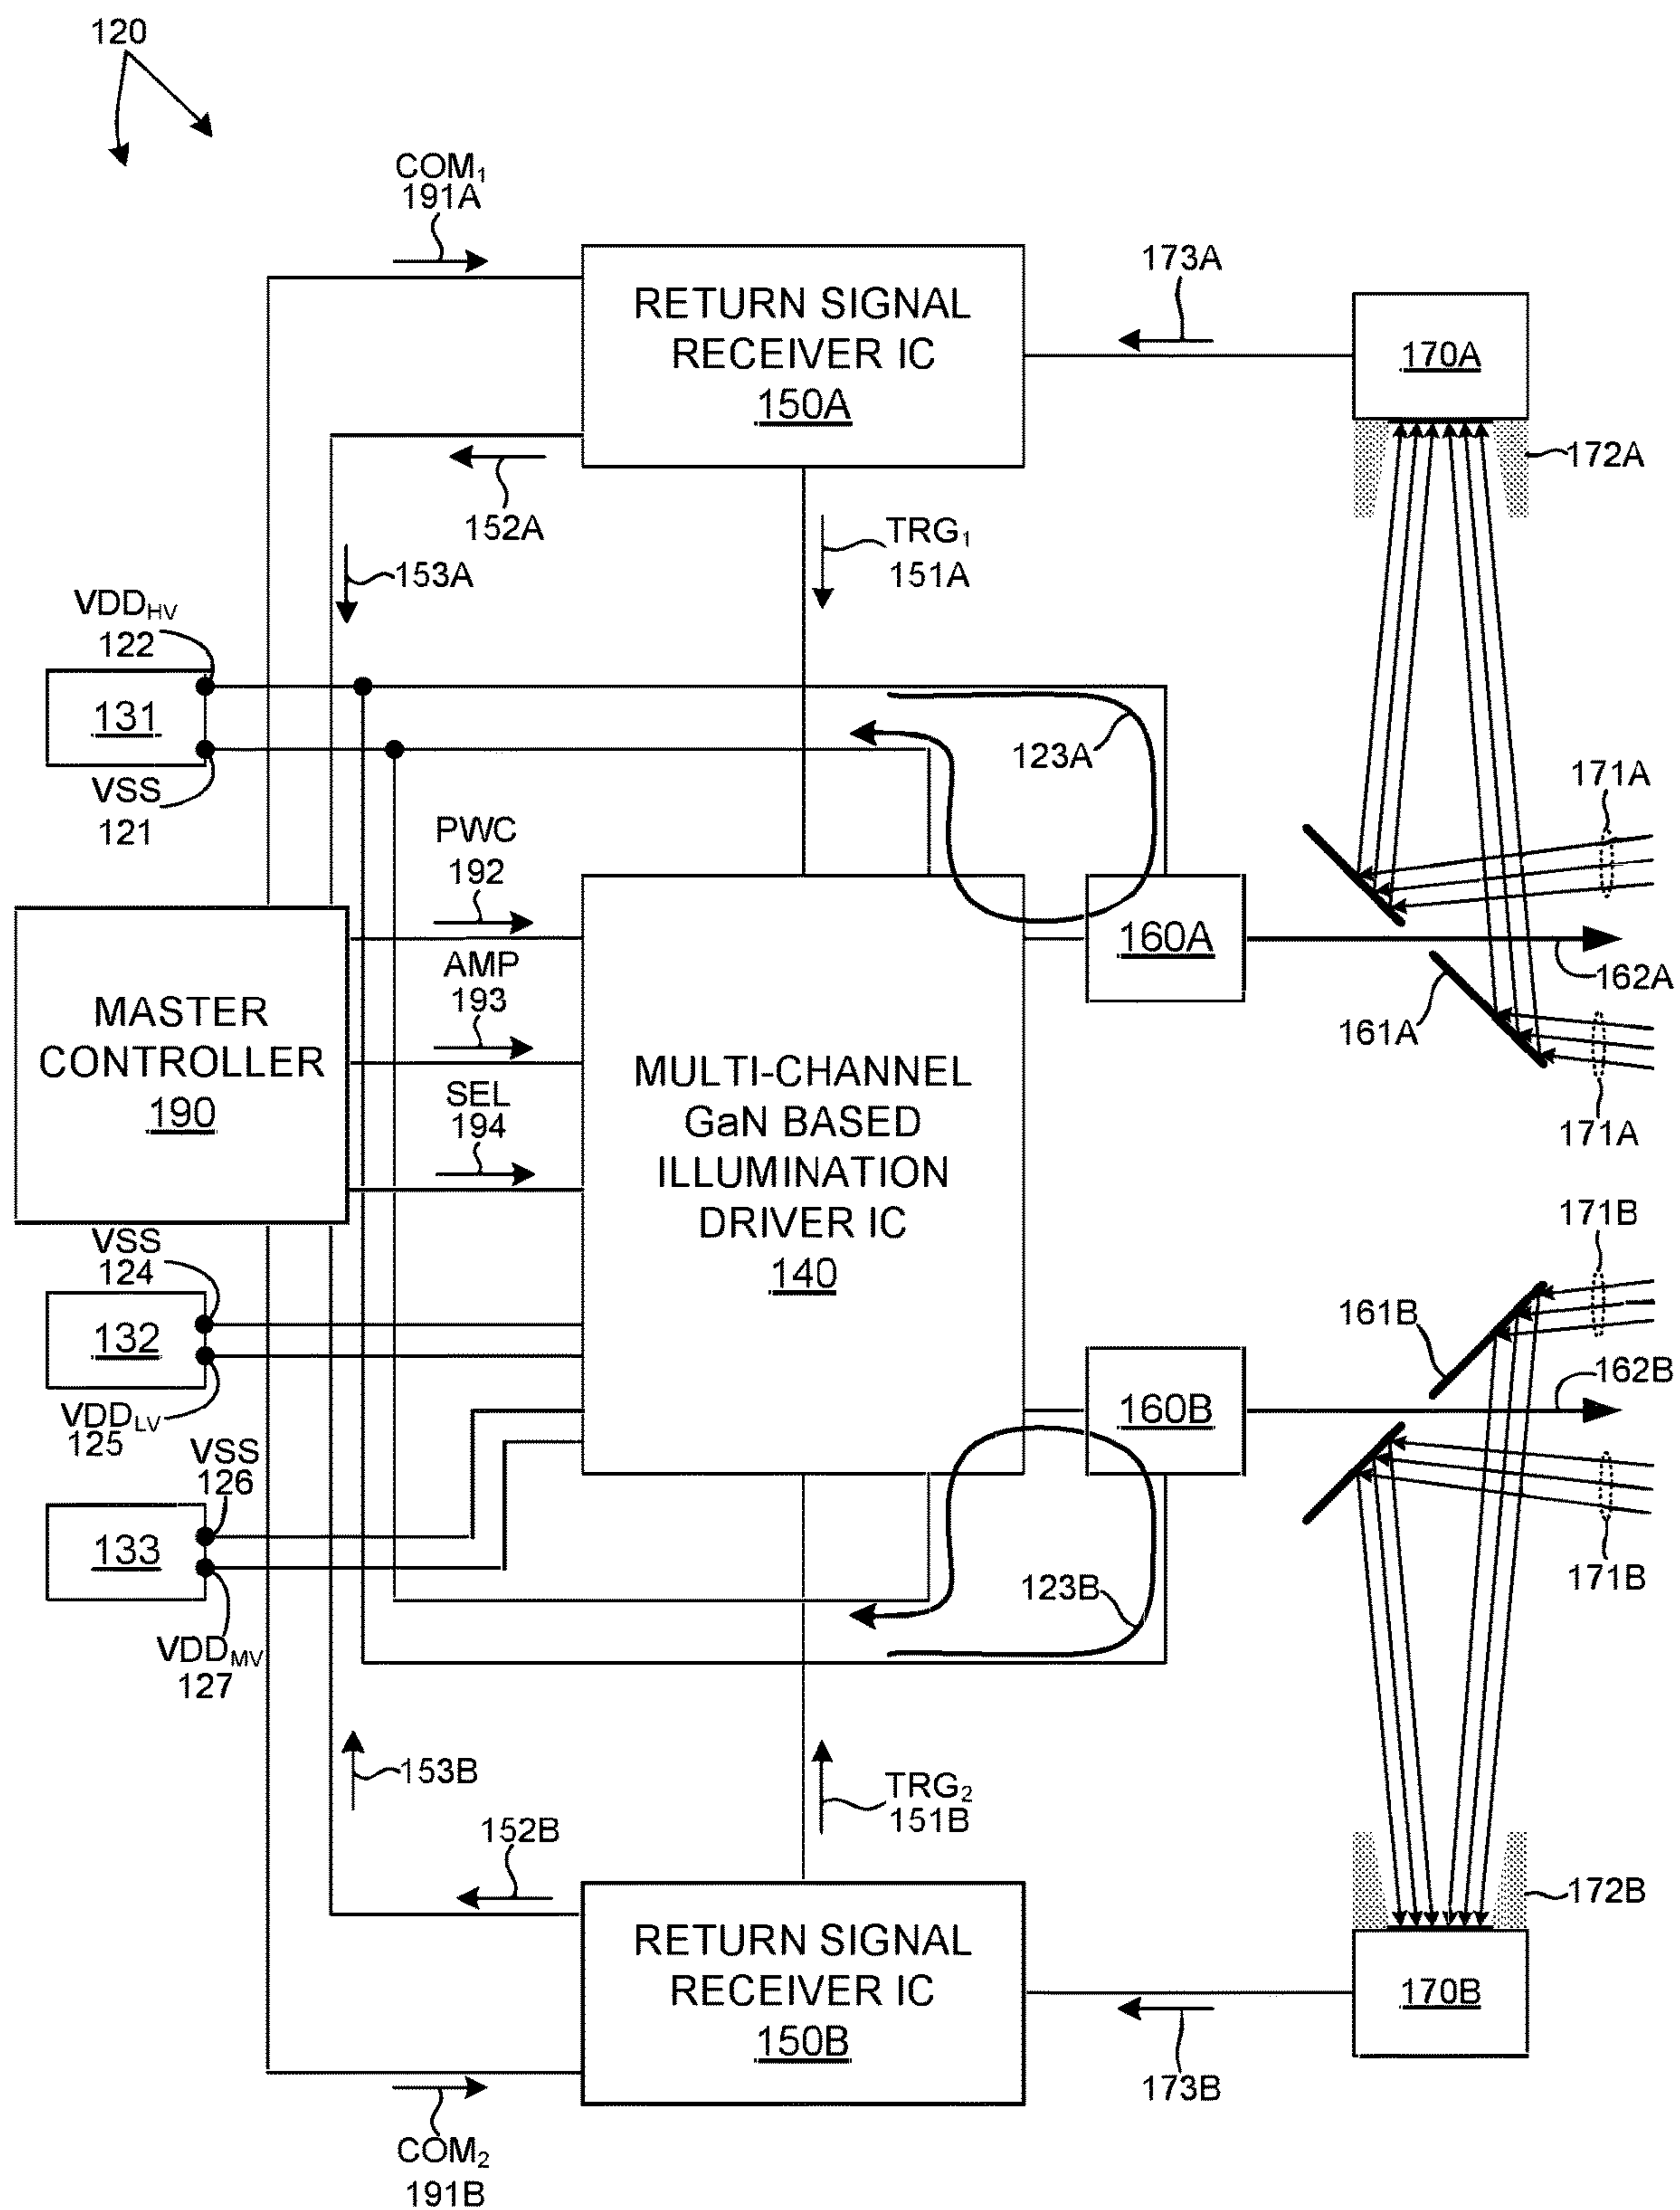 120
COM₁
191A
RETURN SIGNAL
RECEIVER IC
150A
173A
170A
172A
152A
153A
TRG₁
151A
VDD_HV
122
131
VSS
121
123A
171A
PWC
192
160A
162A
AMP
193
161A
MASTER
CONTROLLER
190
SEL
194
MULTI-CHANNEL
GaN BASED
ILLUMINATION
DRIVER IC
140
171A
171B
VSS
124
132
VDD_LV
125
161B
160B
162B
VSS
126
133
VDD_MV
127
123B
171B
153B
TRG₂
151B
152B
172B
RETURN SIGNAL
RECEIVER IC
150B
170B
173B
COM₂
191B